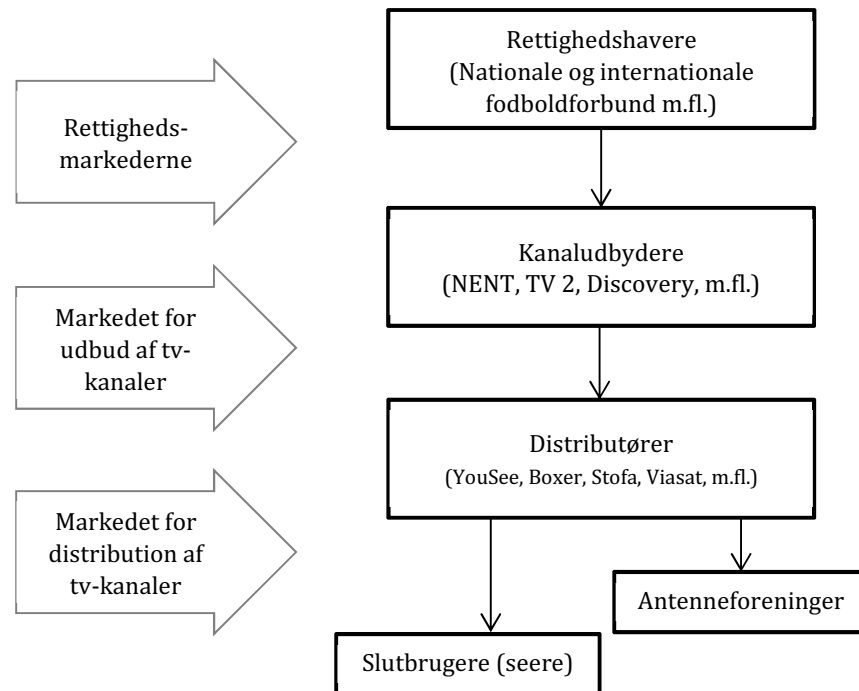 Rettighedshavere
(Nationale og internationale
fodboldforbund m.fl.)
Rettigheds-
markederne
Kanaludbydere
(NENT, TV 2, Discovery, m.fl.)
Markedet for
udbud af tv-
kanaler
Distributører
(YouSee, Boxer, Stofa, Viasat, m.fl.)
Markedet for
distribution af
tv-kanaler
Antenneforeninger
Slutbrugere (seere)